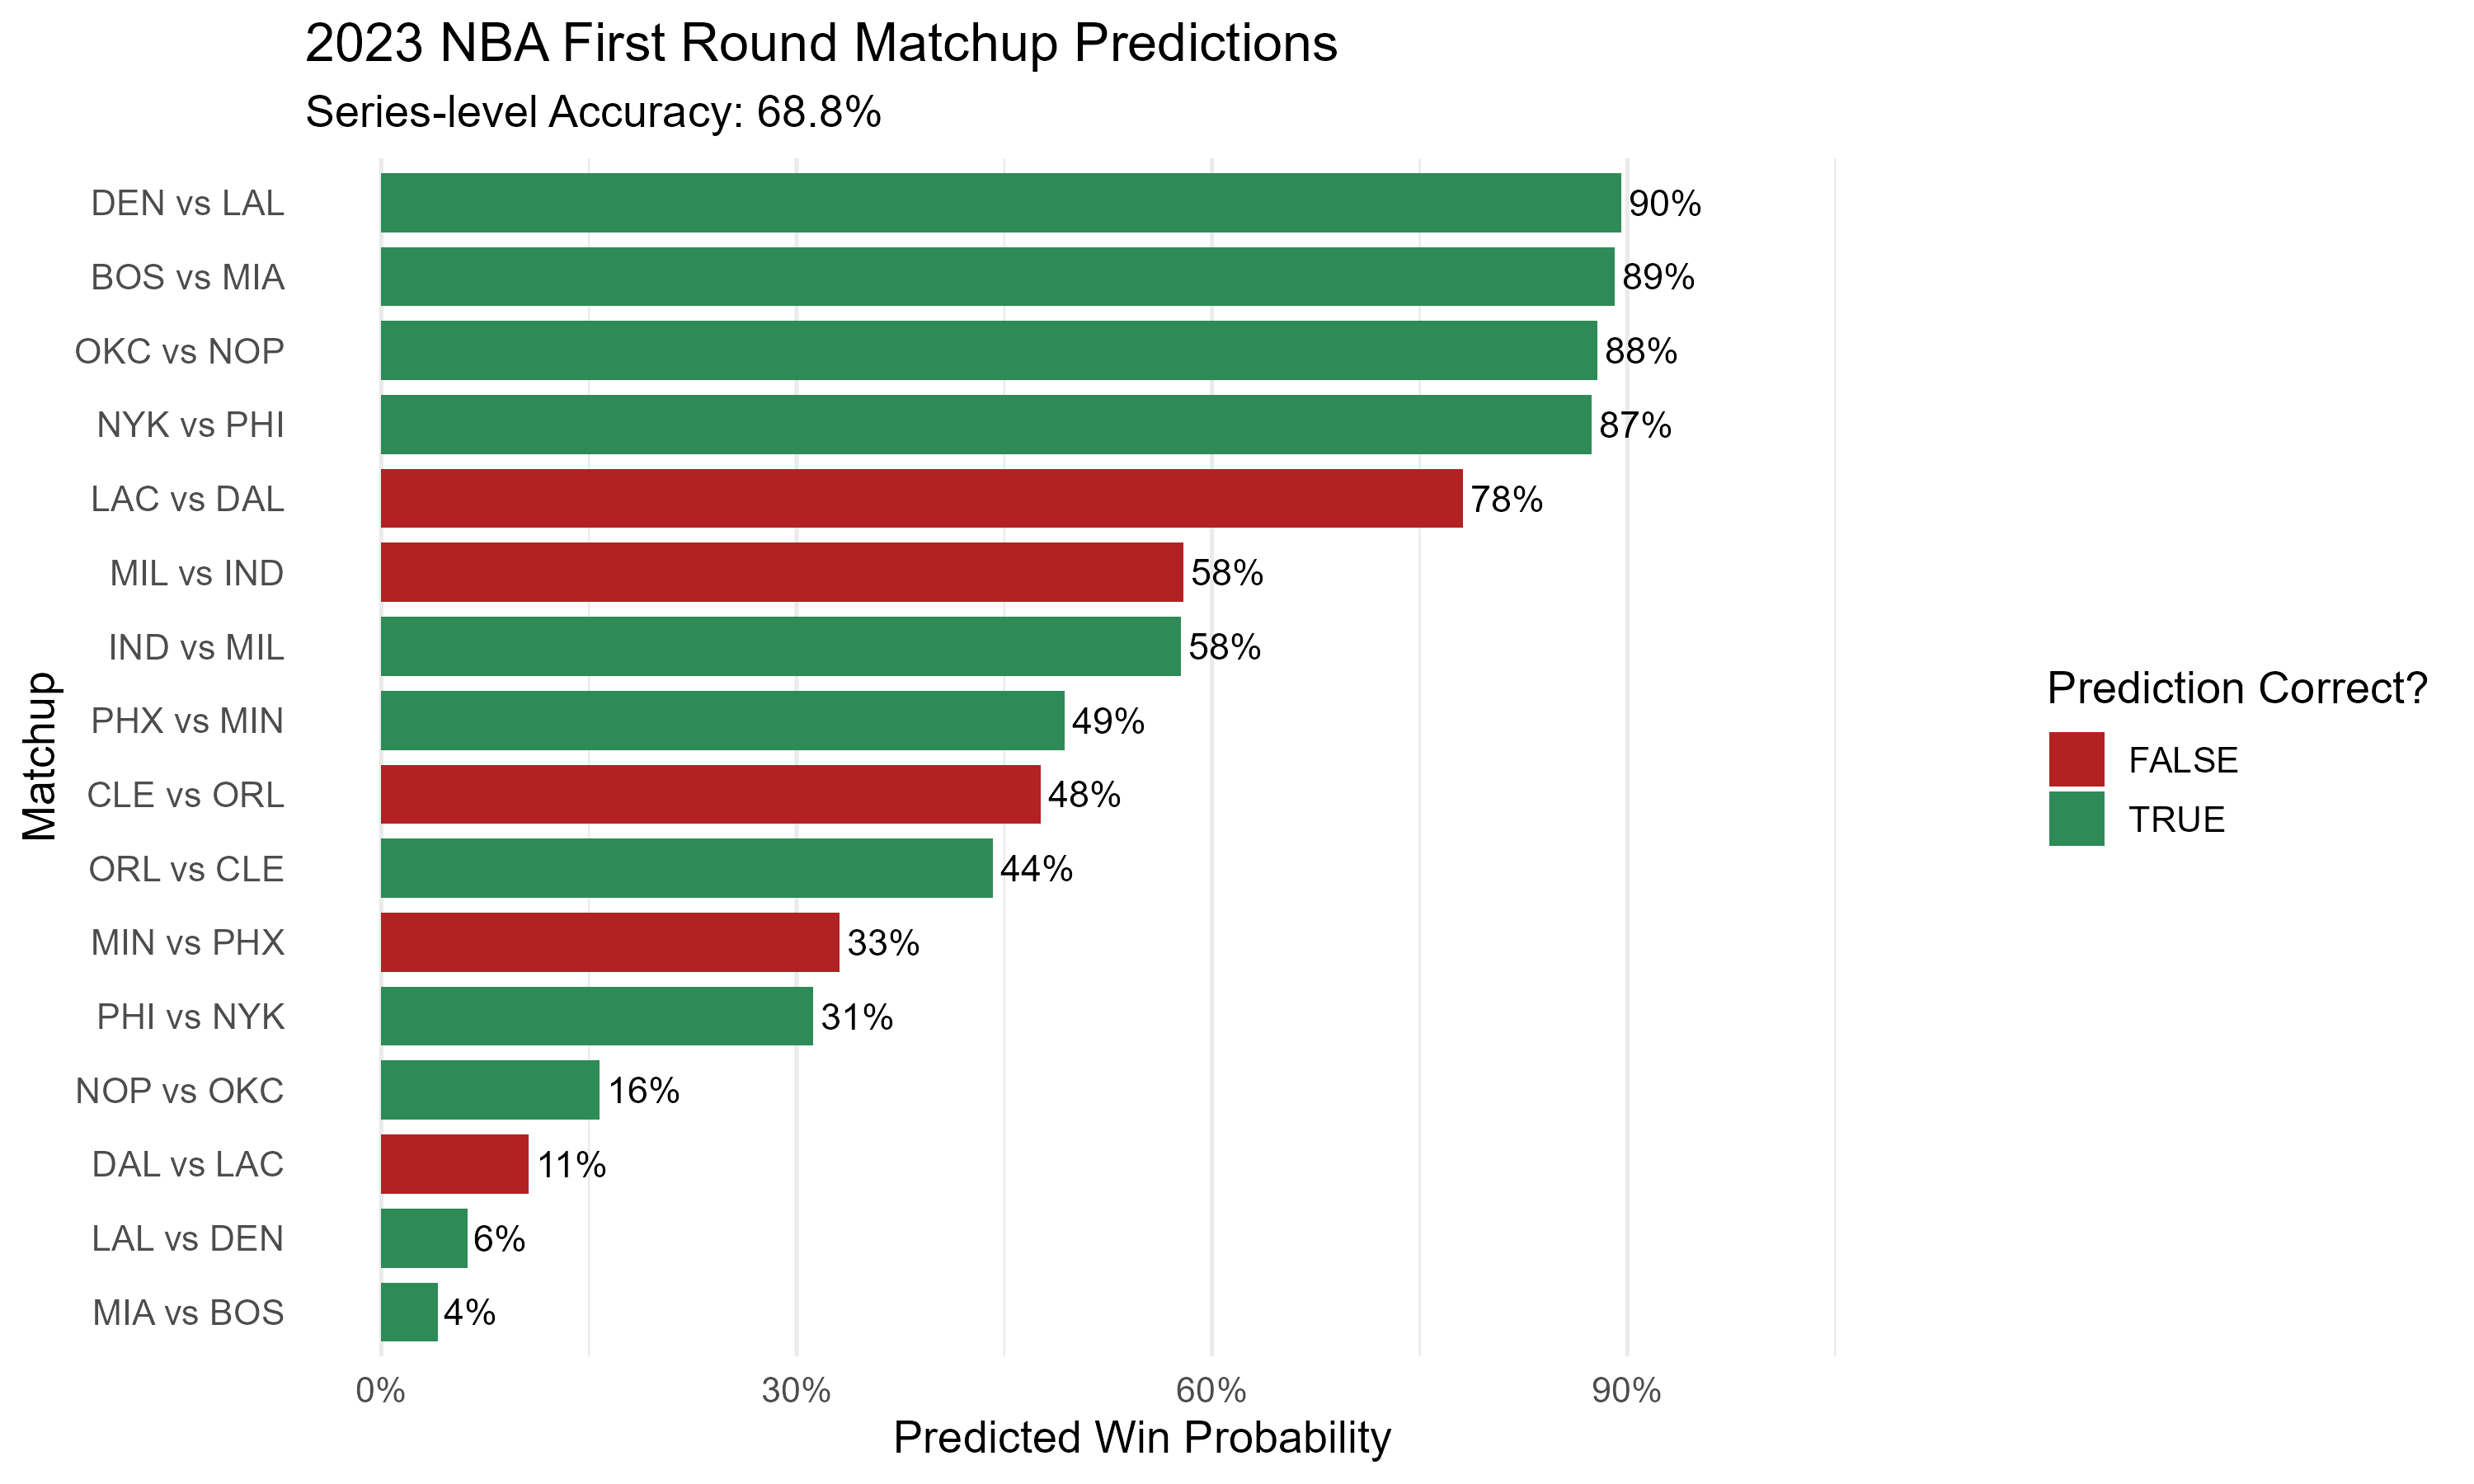 2023 NBA First Round Matchup Predictions
Series-level Accuracy: 68.8%
Matchup
DEN vs LAL 90%
BOS vs MIA 89%
OKC vs NOP 88%
NYK vs PHI 87%
LAC vs DAL 78%
MIL vs IND 58%
IND vs MIL 58%
PHX vs MIN 49%
CLE vs ORL 48%
ORL vs CLE 44%
MIN vs PHX 33%
PHI vs NYK 31%
NOP vs OKC 16%
DAL vs LAC 11%
LAL vs DEN 6%
MIA vs BOS 4%
0% 30% 60% 90%
Predicted Win Probability
Prediction Correct?
FALSE
TRUE